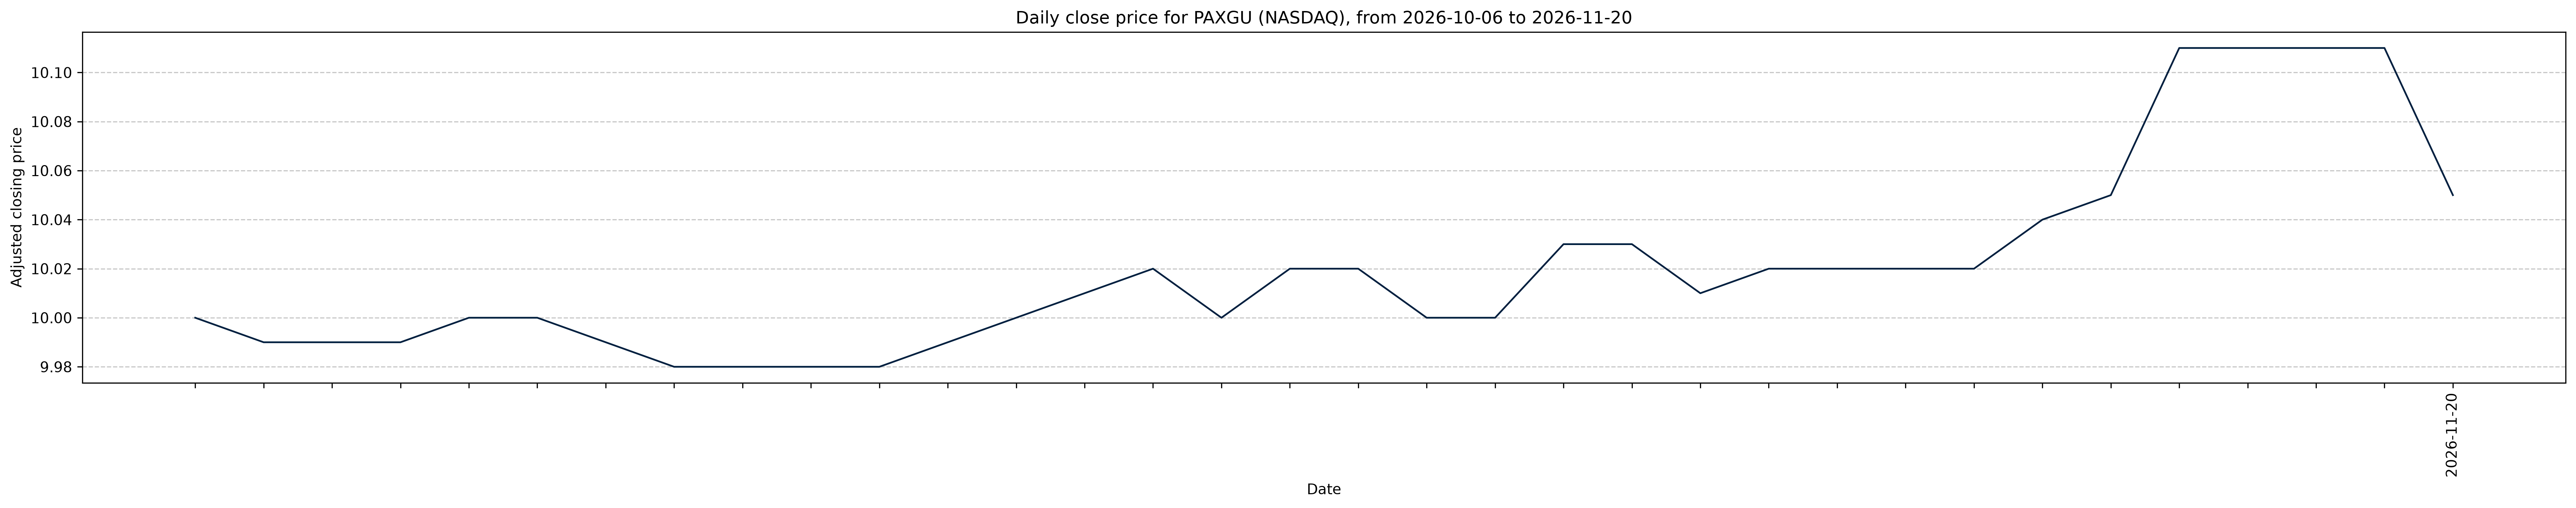 Daily close price for PAXGU (NASDAQ), from 2026-10-06 to 2026-11-20
Adjusted closing price
10.10
10.08
10.06
10.04
10.02
10.00
9.98
2026-11-20
Date